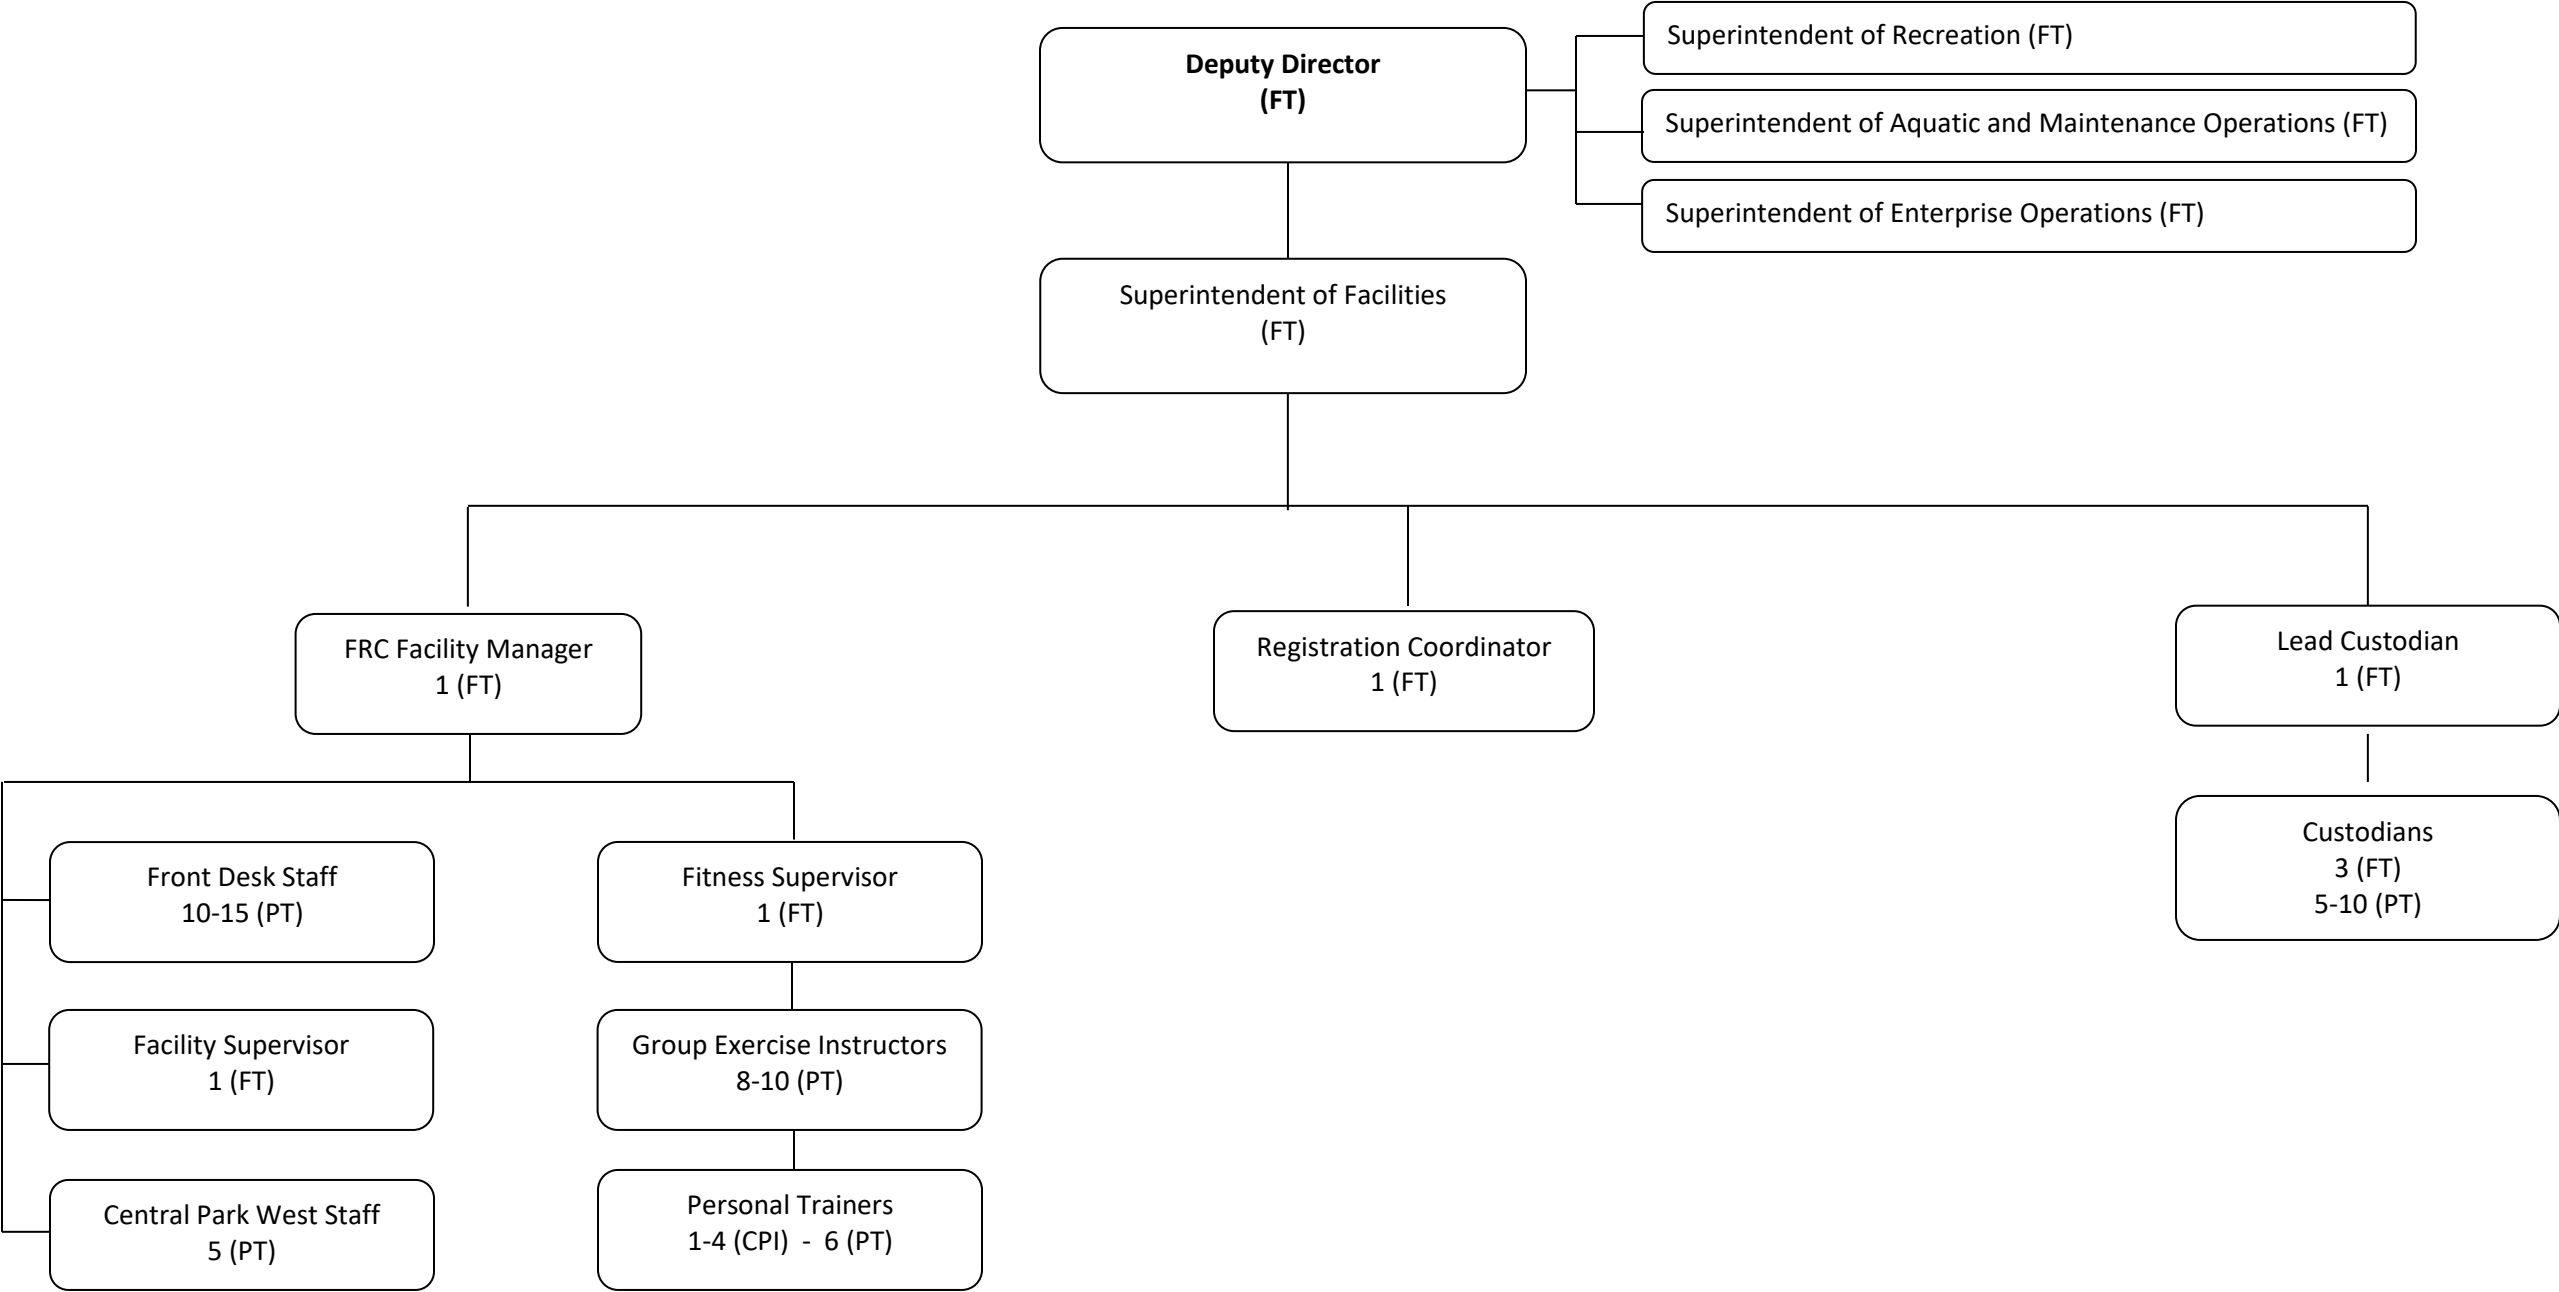 Deputy Director
(FT)
Superintendent of Recreation (FT)
Superintendent of Aquatic and Maintenance Operations (FT)
Superintendent of Enterprise Operations (FT)
Superintendent of Facilities
(FT)
FRC Facility Manager
1 (FT)
Registration Coordinator
1 (FT)
Lead Custodian
1 (FT)
Custodians
3 (FT)
5-10 (PT)
Front Desk Staff
10-15 (PT)
Facility Supervisor
1 (FT)
Central Park West Staff
5 (PT)
Fitness Supervisor
1 (FT)
Group Exercise Instructors
8-10 (PT)
Personal Trainers
1-4 (CPI) - 6 (PT)